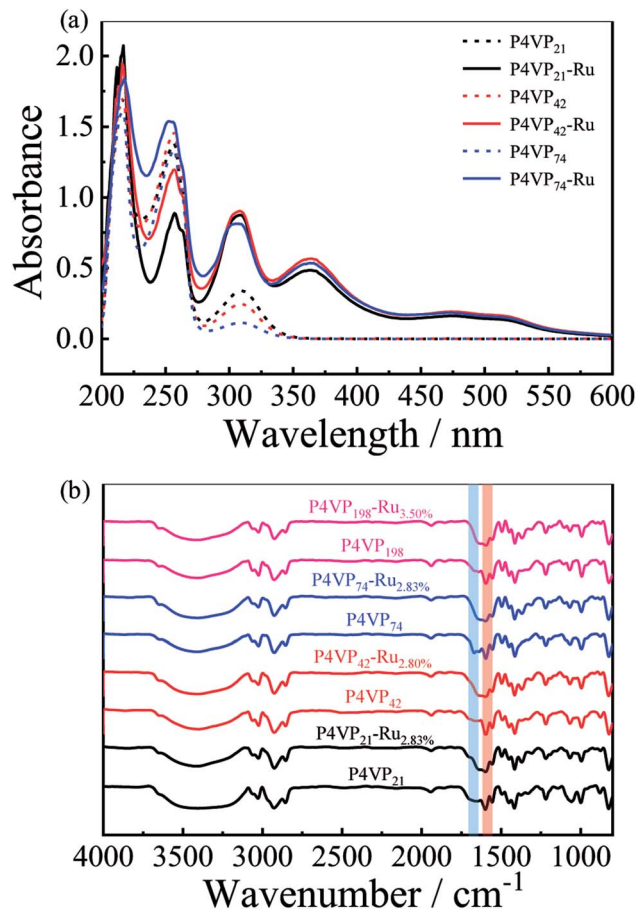 (a)
P4VP₂₁
P4VP₂₁-Ru
P4VP₄₂
P4VP₄₂-Ru
P4VP₇₄
P4VP₇₄-Ru
2.0
1.5
1.0
0.5
0.0
Absorbance
200 250 300 350 400 450 500 550 600
Wavelength / nm
(b)
P4VP₁₉₈-Ru₃.₅₀%
P4VP₁₉₈
P4VP₇₄-Ru₂.₈₃%
P4VP₇₄
P4VP₄₂-Ru₂.₈₀%
P4VP₄₂
P4VP₂₁-Ru₂.₈₃%
P4VP₂₁
4000 3500 3000 2500 2000 1500 1000
Wavenumber / cm⁻¹